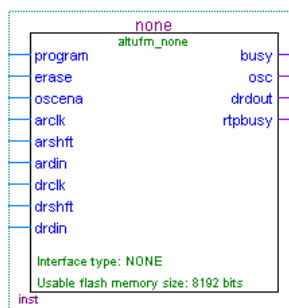 none
altufm_none
program busy
erase osc
oscena drdout
arclk rtpbusy
arshft
ardin
drclk
drshft
drdin
Interface type: NONE
Usable flash memory size: 8192 bits
inst